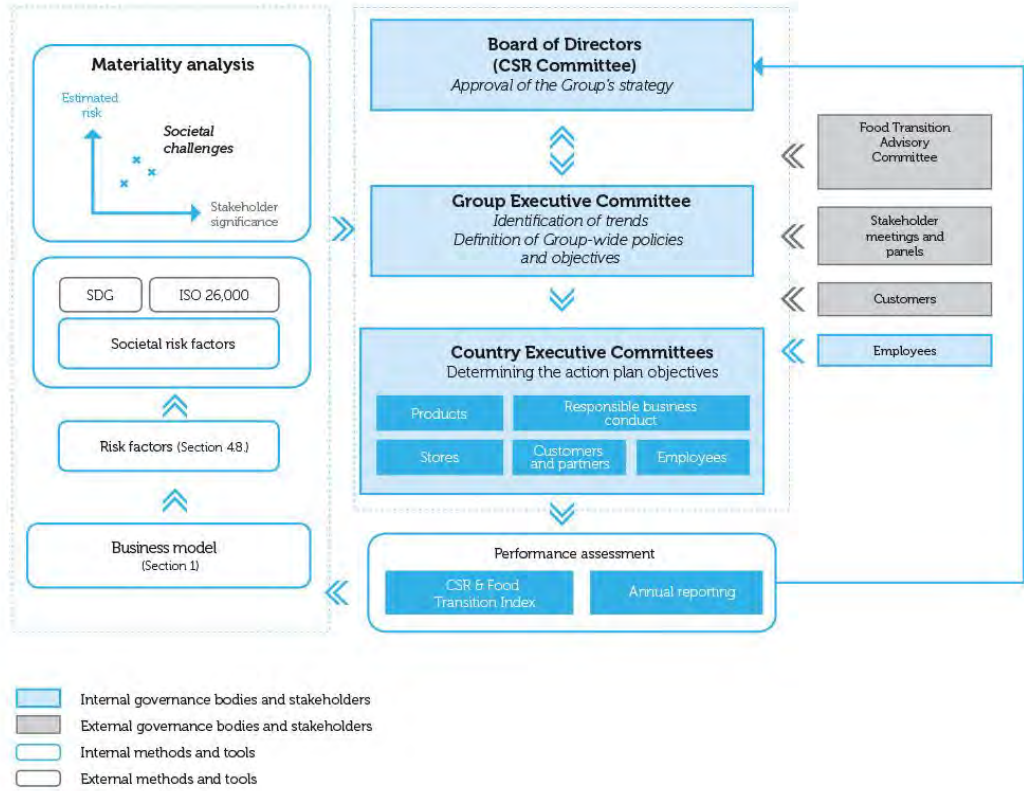 Materiality analysis
Estimated
risk
Societal
challenges
Stakeholder
significance
SDG
ISO 26,000
Societal risk factors
Risk factors (Section 4.8.)
Business model
(Section 1)
Board of Directors
(CSR Committee)
Approval of the Group's strategy
Group Executive Committee
Identification of trends
Definition of Group-wide policies
and objectives
Country Executive Committees
Determining the action plan objectives
Products
Responsible business
conduct
Stores
Customers
and partners
Employees
Performance assessment
CSR & Food
Transition Index
Annual reporting
Food Transition
Advisory
Committee
Stakeholder
meetings and
panels
Customers
Employees
Internal governance bodies and stakeholders
External governance bodies and stakeholders
Internal methods and tools
External methods and tools